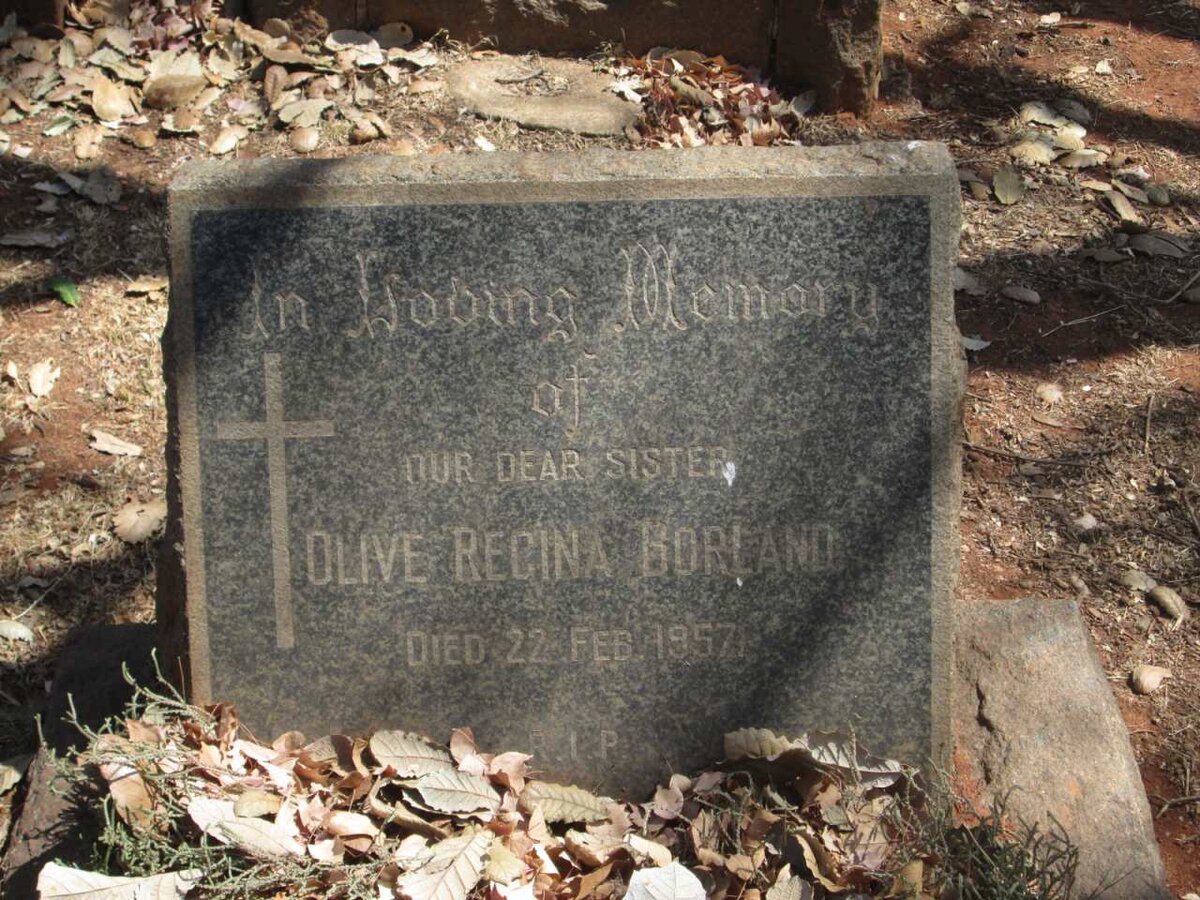 In Loving Memory
of
OUR DEAR SISTER
OLIVE REGINA BORLAND
DIED 22 FEB. 1957.
R.I.P.